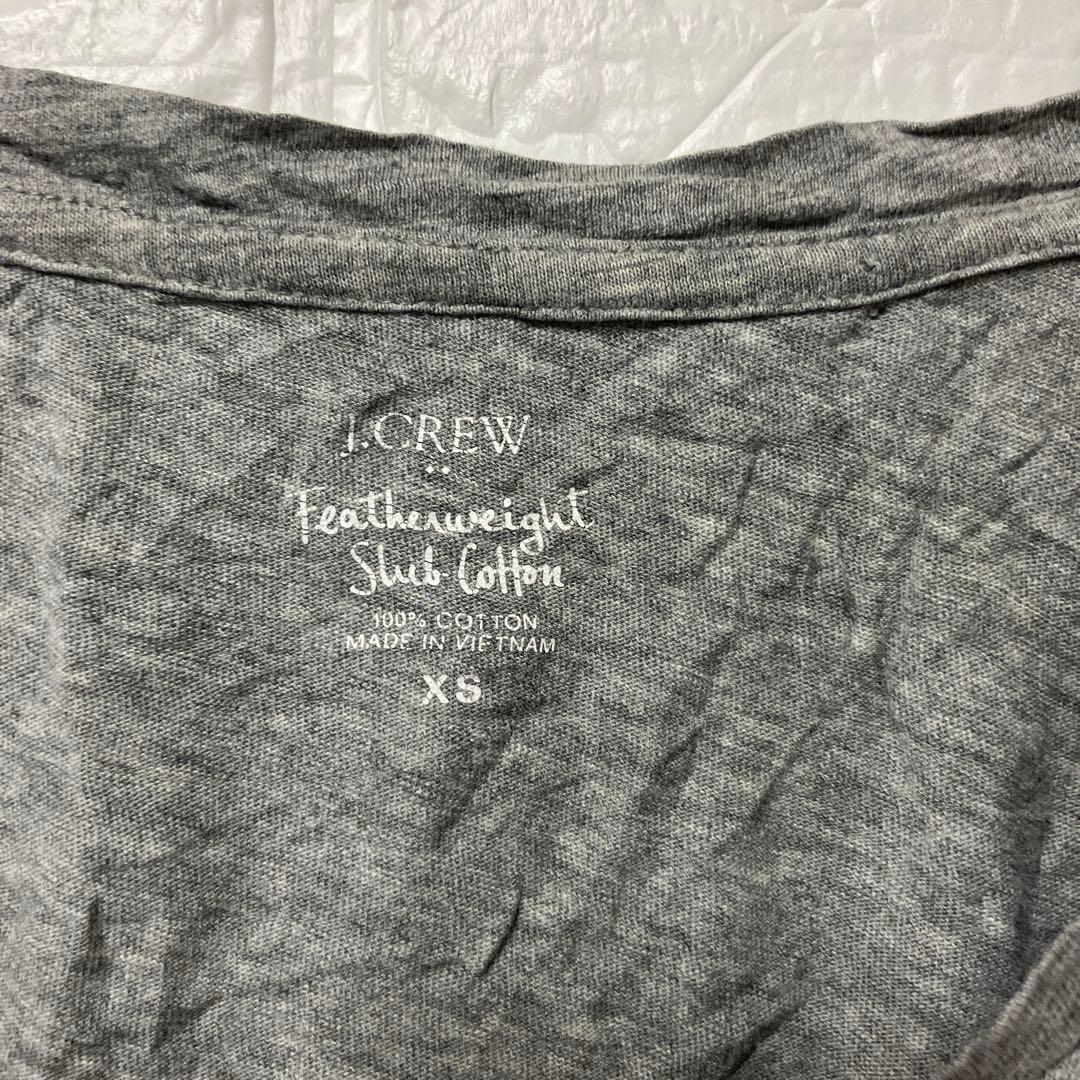 J.CREW
••
Featherweight
Slub Cotton
100% COTTON
MADE IN VIETNAM
XS